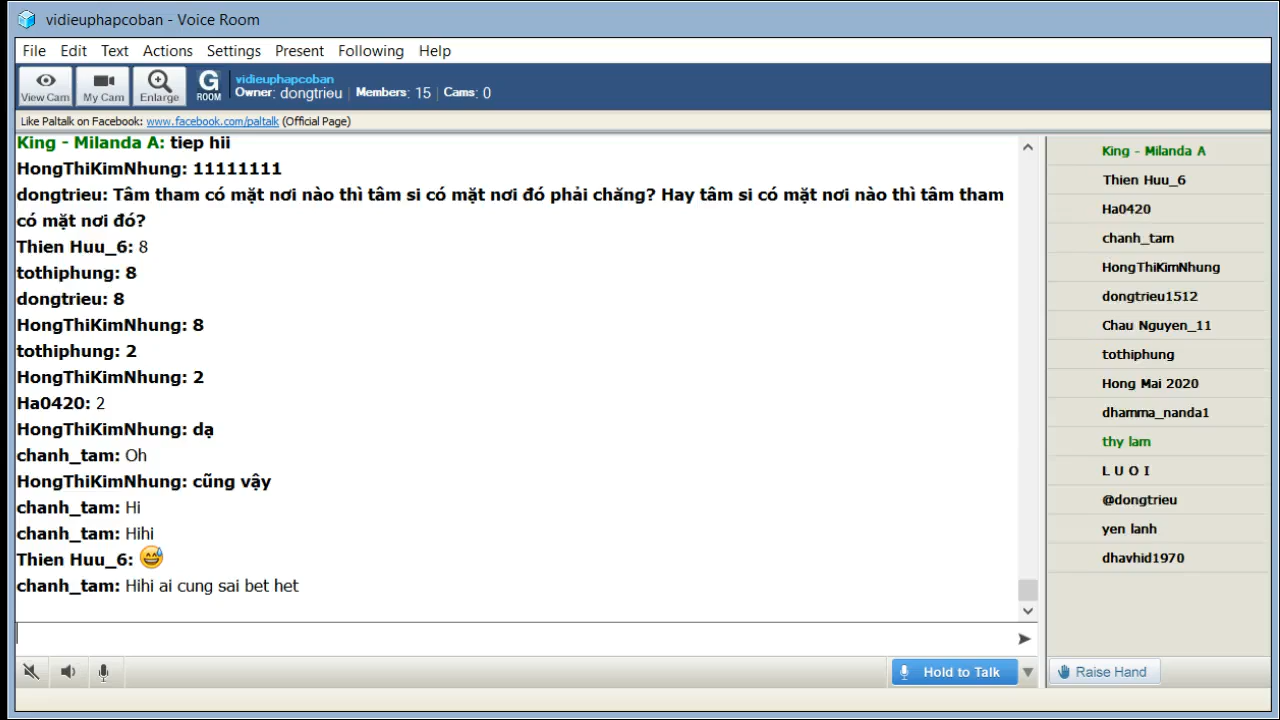 vidieuphapcoban - Voice Room
File Edit Text Actions Settings Present Following Help
View Cam
My Cam
Enlarge
G ROOM
vidieuphapcoban
Owner: dongtrieu | Members: 15 | Cams: 0
Like Paltalk on Facebook: www.facebook.com/paltalk (Official Page)
King - Milanda A: tiep hii
HongThiKimNhung: 11111111
dongtrieu: Tâm tham có mặt nơi nào thì tâm si có mặt nơi đó phải chăng? Hay tâm si có mặt nơi nào thì tâm tham
có mặt nơi đó?
Thien Huu_6: 8
tothiphung: 8
dongtrieu: 8
HongThiKimNhung: 8
tothiphung: 2
HongThiKimNhung: 2
Ha0420: 2
HongThiKimNhung: dạ
chanh_tam: Oh
HongThiKimNhung: cũng vậy
chanh_tam: Hi
chanh_tam: Hihi
Thien Huu_6: 😅
chanh_tam: Hihi ai cung sai bet het
King - Milanda A
Thien Huu_6
Ha0420
chanh_tam
HongThiKimNhung
dongtrieu1512
Chau Nguyen_11
tothiphung
Hong Mai 2020
dhamma_nanda1
thy lam
L U O I
@dongtrieu
yen lanh
dhavhid1970
Hold to Talk
Raise Hand